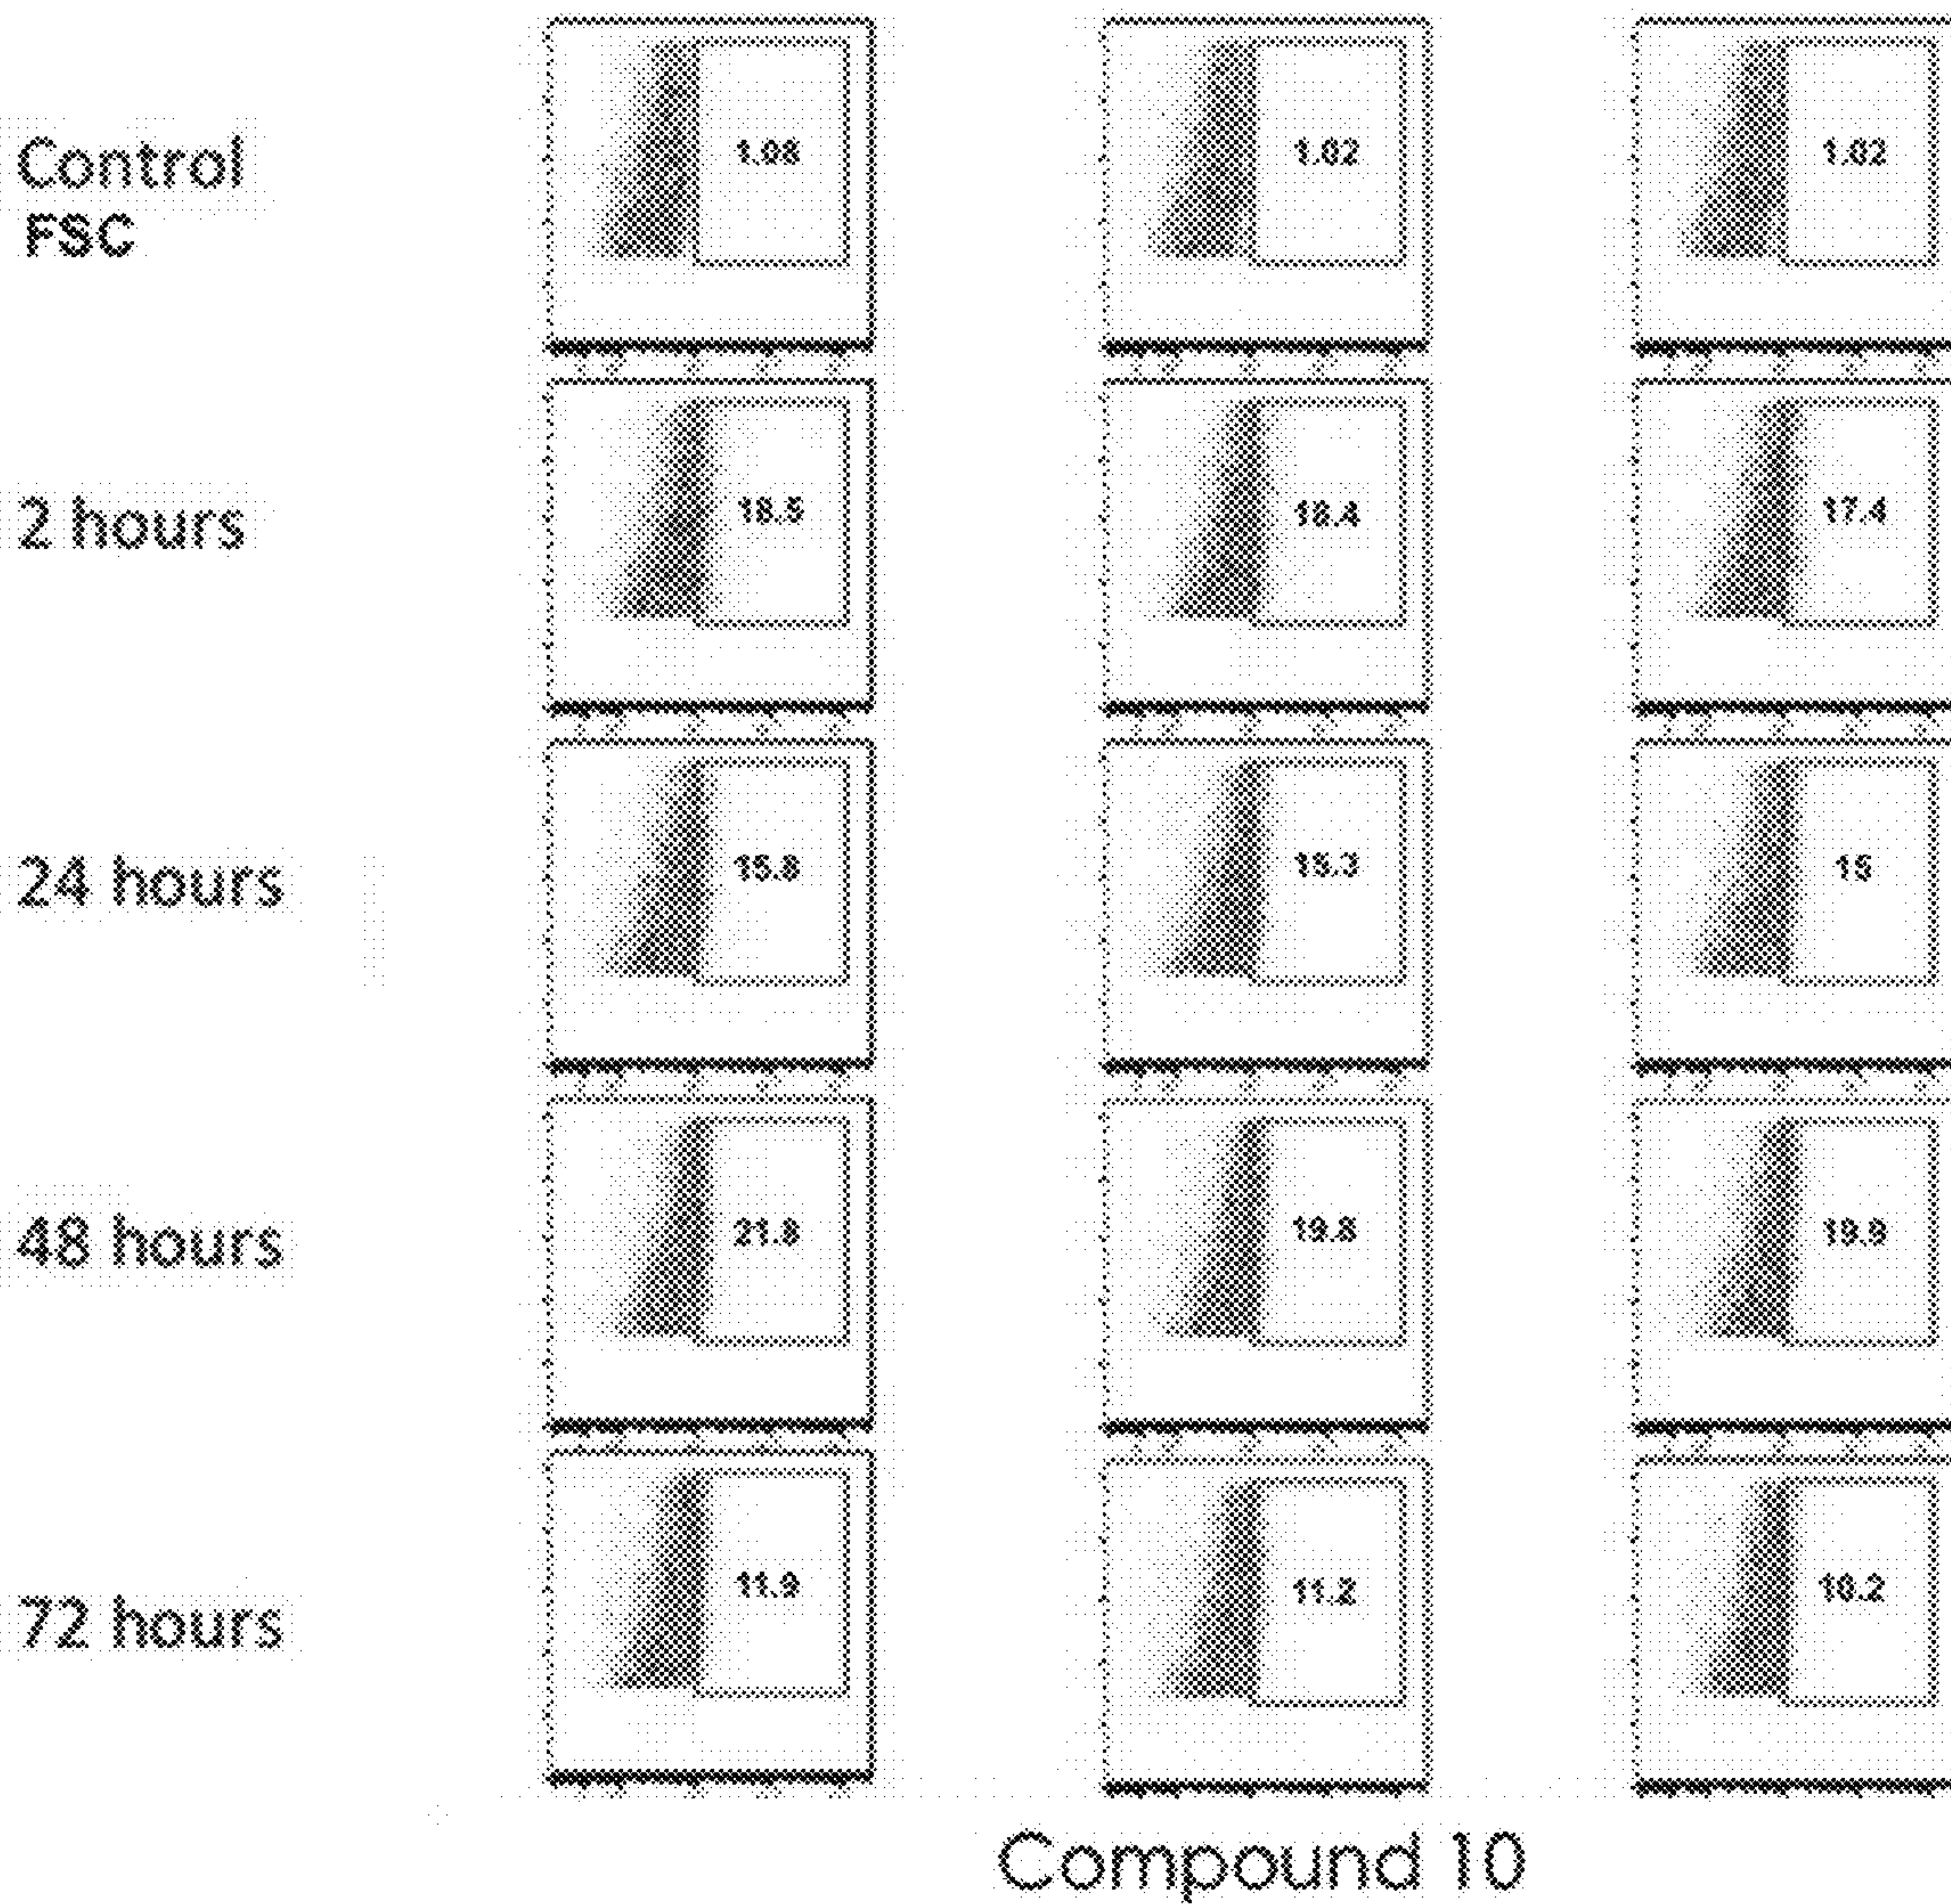 Control 1.08 1.02 1.02
FSC
2 hours 18.5 18.4 17.4
24 hours 15.8 15.3 15
48 hours 21.8 19.8 19.9
72 hours 11.9 11.2 10.2
Compound 10